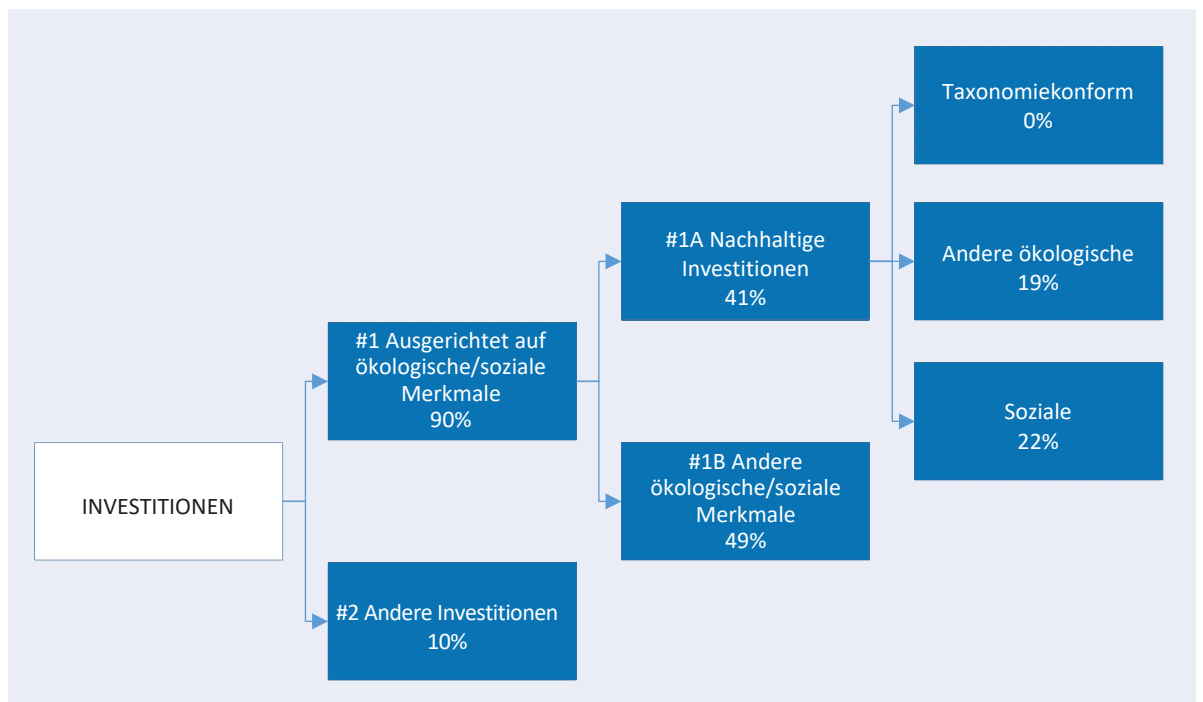 INVESTITIONEN
#1 Ausgerichtet auf
ökologische/soziale
Merkmale
90%
#2 Andere Investitionen
10%
#1A Nachhaltige
Investitionen
41%
#1B Andere
ökologische/soziale
Merkmale
49%
Taxonomiekonform
0%
Andere ökologische
19%
Soziale
22%